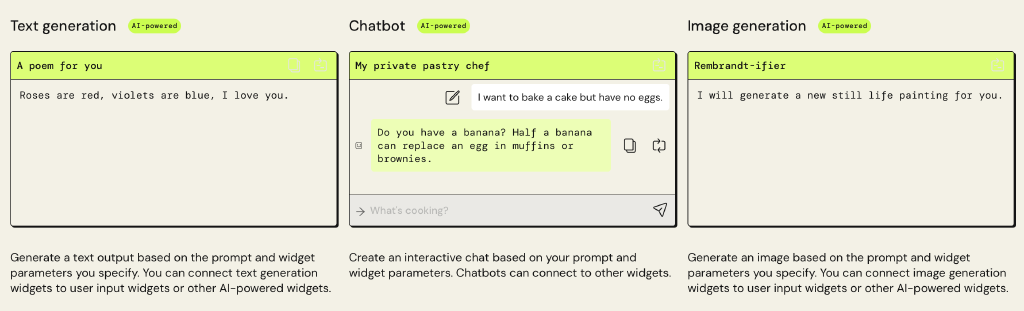 Text generation AI-powered
A poem for you
Roses are red, violets are blue, I love you.
Generate a text output based on the prompt and widget
parameters you specify. You can connect text generation
widgets to user input widgets or other AI-powered widgets.
Chatbot AI-powered
My private pastry chef
I want to bake a cake but have no eggs.
Do you have a banana? Half a banana
can replace an egg in muffins or
brownies.
What's cooking?
Create an interactive chat based on your prompt and
widget parameters. Chatbots can connect to other widgets.
Image generation AI-powered
Rembrandt-ifier
I will generate a new still life painting for you.
Generate an image based on the prompt and widget
parameters you specify. You can connect image generation
widgets to user input widgets or other AI-powered widgets.